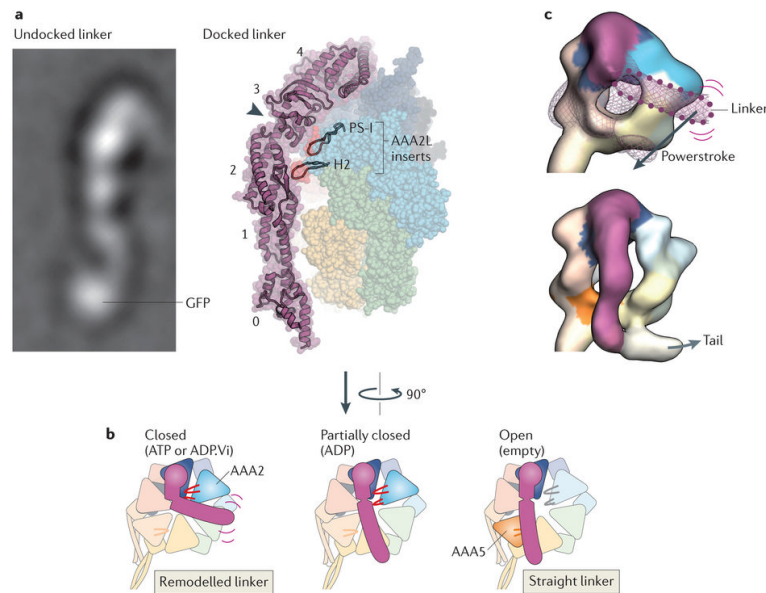 a
Undocked linker
GFP
Docked linker
4
3
2
1
0
PS-I
H2
AAA2L
inserts
90°
c
Linker
Powerstroke
Tail
b
Closed
(ATP or ADP.Vi)
AAA2
Remodelled linker
Partially closed
(ADP)
Open
(empty)
AAA5
Straight linker